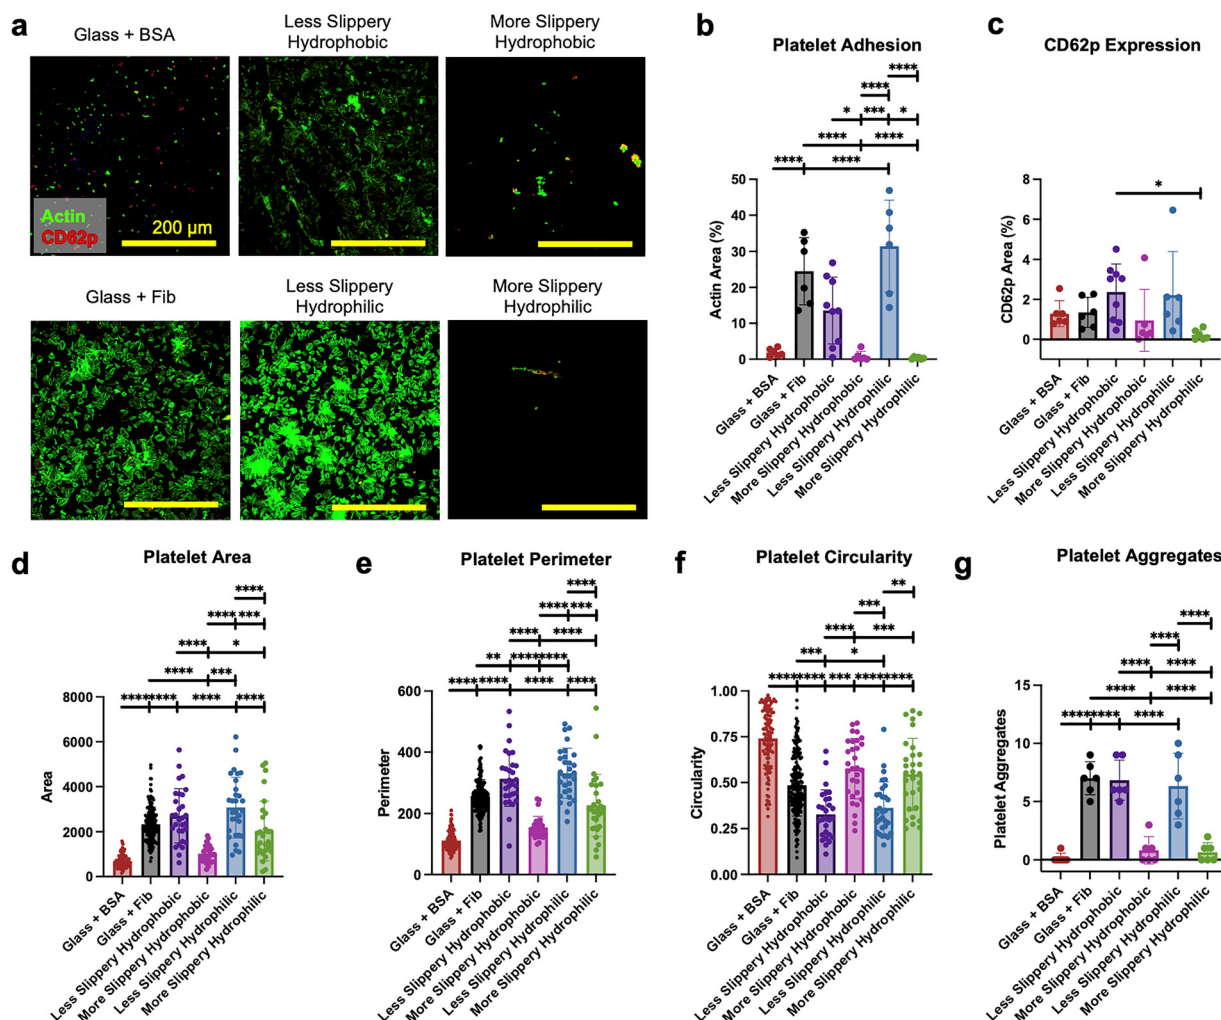 a
Glass + BSA
Less Slippery
Hydrophobic
More Slippery
Hydrophobic
Actin
CD62p
200 µm
Glass + Fib
Less Slippery
Hydrophilic
More Slippery
Hydrophilic
b
Platelet Adhesion
****
****
* *** *
**** ****
**** ****
Actin Area (%)
50
40
30
20
10
0
Glass + BSA
Glass + Fib
Less Slippery Hydrophobic
More Slippery Hydrophobic
Less Slippery Hydrophilic
More Slippery Hydrophilic
c
CD62p Expression
*
CD62p Area (%)
8
6
4
2
0
Glass + BSA
Glass + Fib
Less Slippery Hydrophobic
More Slippery Hydrophobic
Less Slippery Hydrophilic
More Slippery Hydrophilic
d
Platelet Area
****
**** ***
**** *
**** ***
**** **** **** ****
Area
8000
6000
4000
2000
0
Glass + BSA
Glass + Fib
Less Slippery Hydrophobic
More Slippery Hydrophobic
Less Slippery Hydrophilic
More Slippery Hydrophilic
e
Platelet Perimeter
****
**** ***
**** ****
** **** ****
**** **** **** ****
Perimeter
600
400
200
0
Glass + BSA
Glass + Fib
Less Slippery Hydrophobic
More Slippery Hydrophobic
Less Slippery Hydrophilic
More Slippery Hydrophilic
f
Platelet Circularity
**
***
**** ***
*** *
**** **** *** **** ****
Circularity
1.00
0.75
0.50
0.25
0.00
Glass + BSA
Glass + Fib
Less Slippery Hydrophobic
More Slippery Hydrophobic
Less Slippery Hydrophilic
More Slippery Hydrophilic
g
Platelet Aggregates
****
****
**** ****
**** ****
**** **** ****
Platelet Aggregates
15
10
5
0
Glass + BSA
Glass + Fib
Less Slippery Hydrophobic
More Slippery Hydrophobic
Less Slippery Hydrophilic
More Slippery Hydrophilic